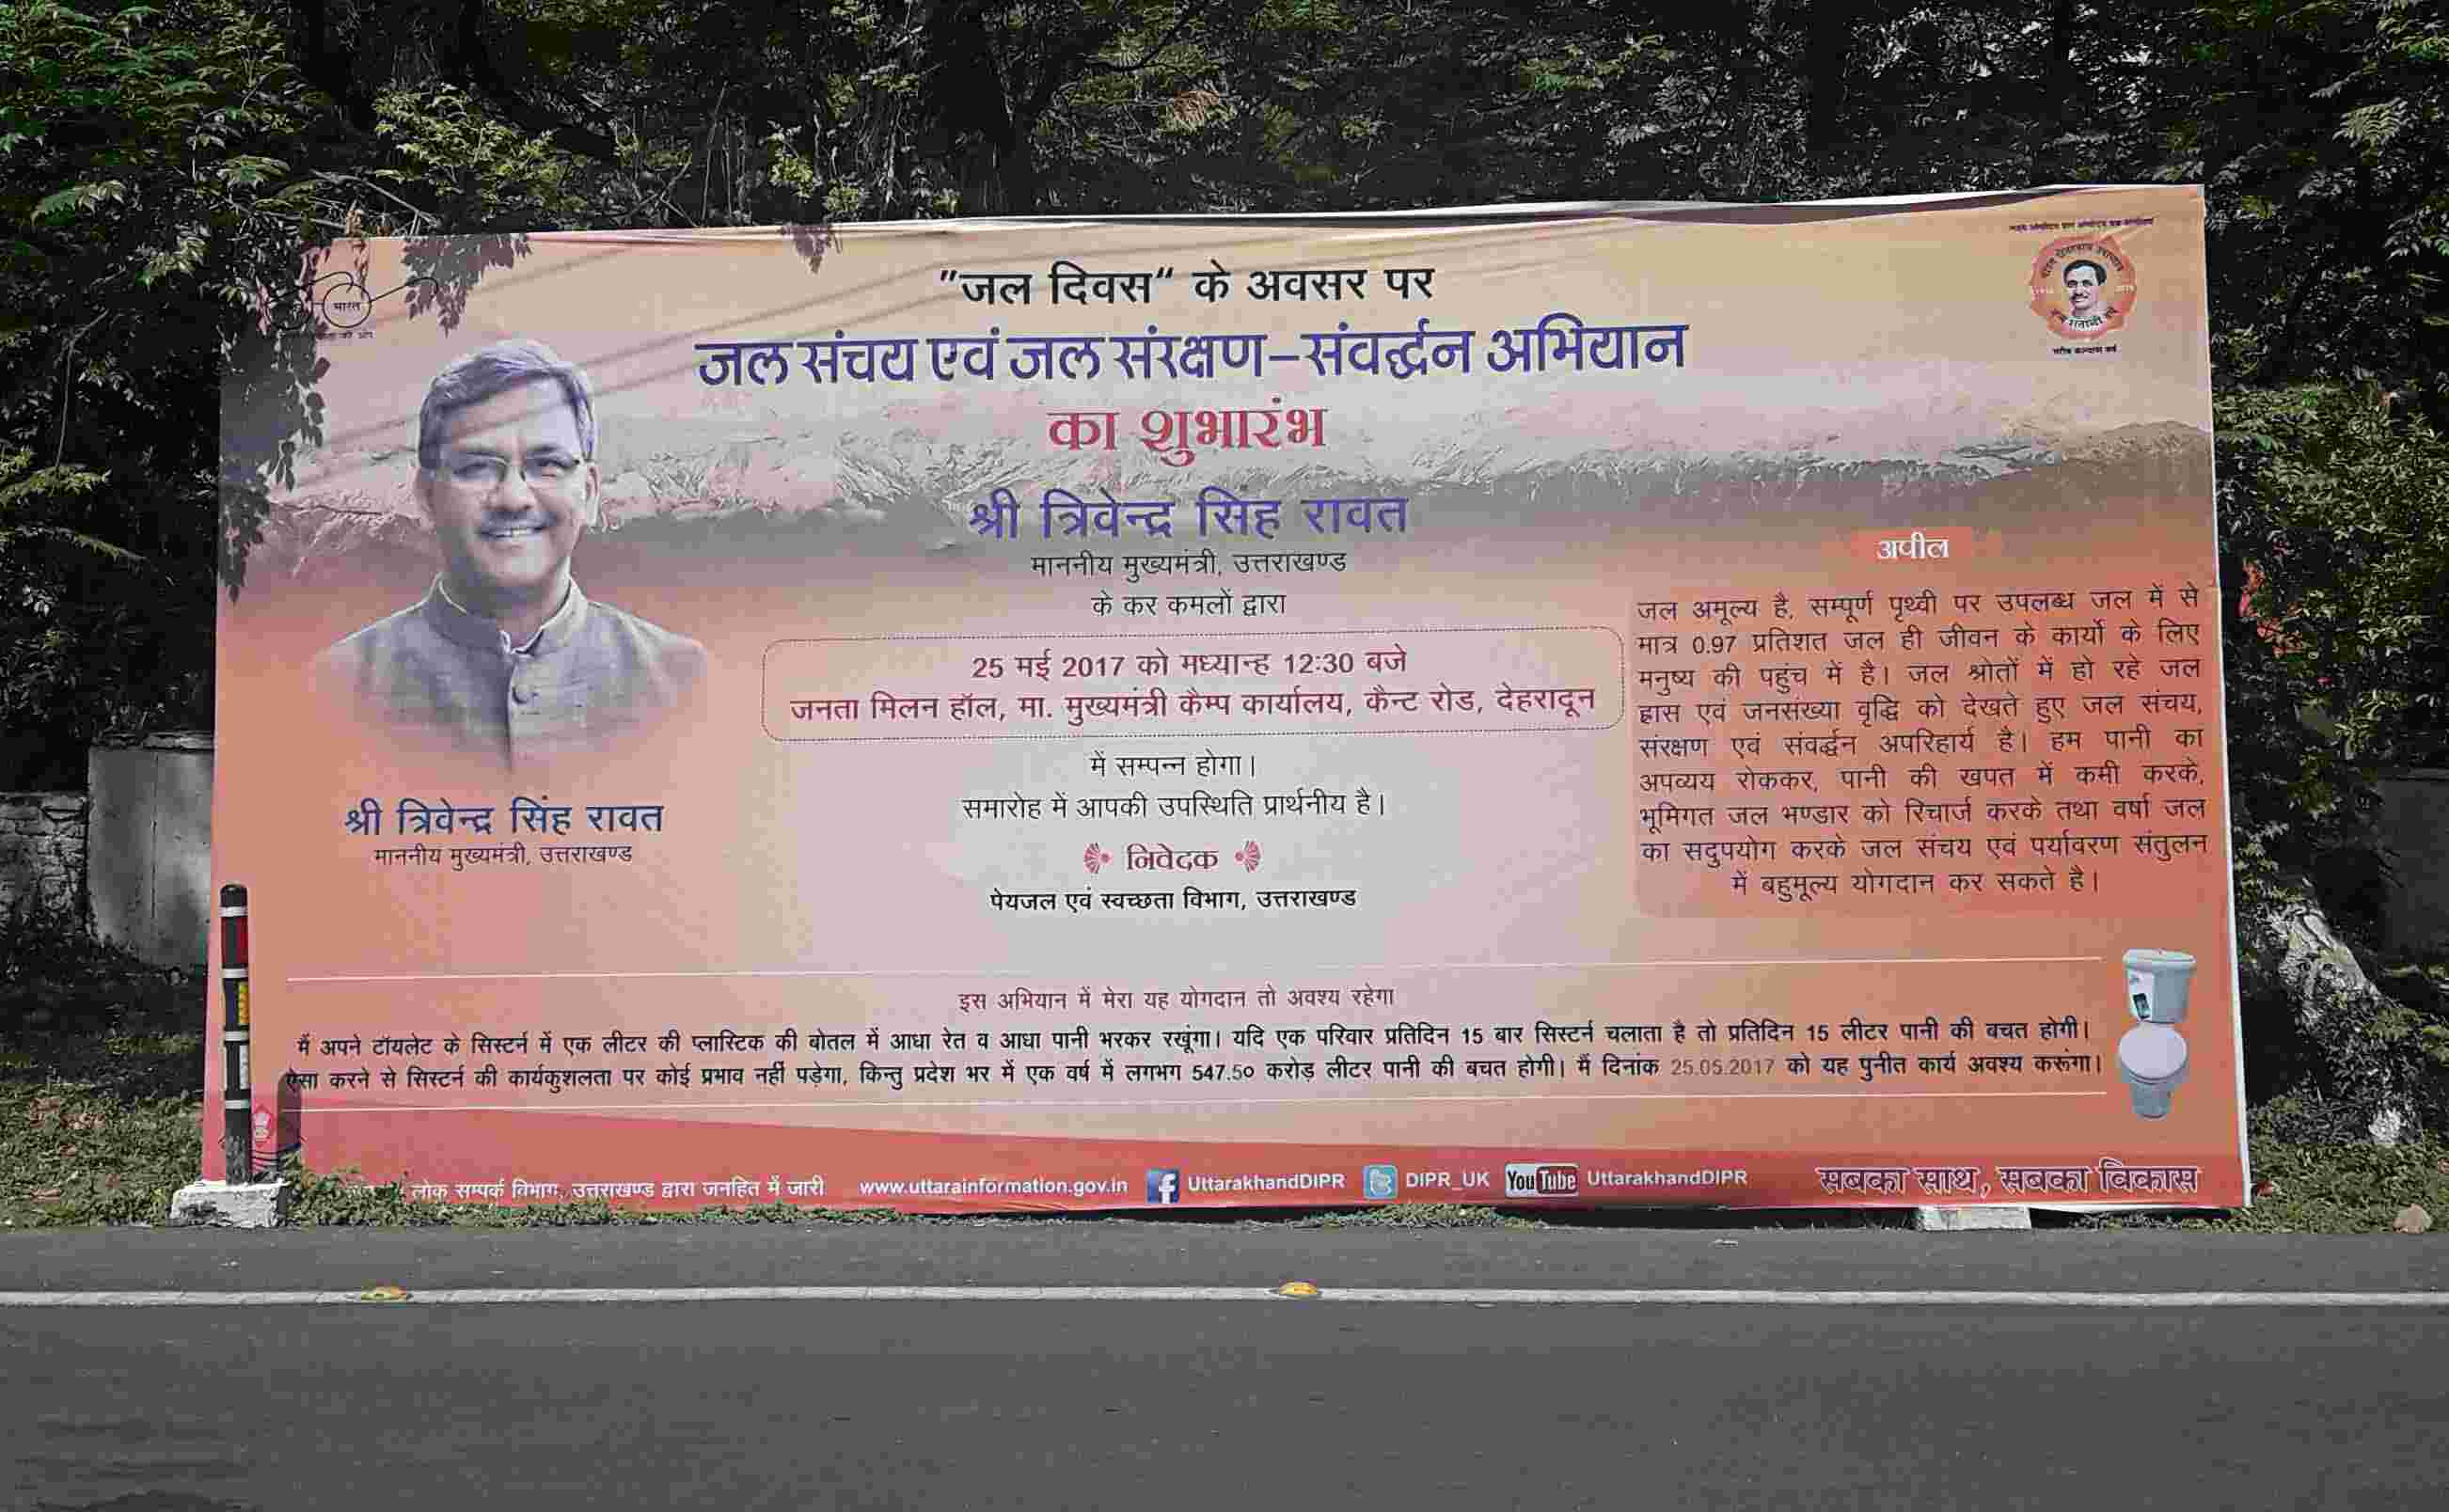 "जल दिवस" के अवसर पर
जल संचय एवं जल संरक्षण-संवर्द्धन अभियान
का शुभारंभ
श्री त्रिवेन्द्र सिंह रावत
माननीय मुख्यमंत्री, उत्तराखण्ड
के कर कमलों द्वारा
25 मई 2017 को मध्यान्ह 12:30 बजे
जनता मिलन हॉल, मा. मुख्यमंत्री कैम्प कार्यालय, कैन्ट रोड, देहरादून
में सम्पन्न होगा।
समारोह में आपकी उपस्थिति प्रार्थनीय है।
निवेदक
पेयजल एवं स्वच्छता विभाग, उत्तराखण्ड
भारत
श्री त्रिवेन्द्र सिंह रावत
माननीय मुख्यमंत्री, उत्तराखण्ड
अपील
जल अमूल्य है, सम्पूर्ण पृथ्वी पर उपलब्ध जल में से
मात्र 0.97 प्रतिशत जल ही जीवन के कार्यो के लिए
मनुष्य की पहुंच में है। जल श्रोतों में हो रहे जल
ह्रास एवं जनसंख्या वृद्धि को देखते हुए जल संचय,
संरक्षण एवं संवर्द्धन अपरिहार्य है। हम पानी का
अपव्यय रोककर, पानी की खपत में कमी करके,
भूमिगत जल भण्डार को रिचार्ज करके तथा वर्षा जल
का सदुपयोग करके जल संचय एवं पर्यावरण संतुलन
में बहुमूल्य योगदान कर सकते है।
इस अभियान में मेरा यह योगदान तो अवश्य रहेगा
मैं अपने टॉयलेट के सिस्टर्न में एक लीटर की प्लास्टिक की बोतल में आधा रेत व आधा पानी भरकर रखूंगा। यदि एक परिवार प्रतिदिन 15 बार सिस्टर्न चलाता है तो प्रतिदिन 15 लीटर पानी की बचत होगी।
ऐसा करने से सिस्टर्न की कार्यकुशलता पर कोई प्रभाव नहीं पड़ेगा, किन्तु प्रदेश भर में एक वर्ष में लगभग 547.50 करोड़ लीटर पानी की बचत होगी। मैं दिनांक 25.05.2017 को यह पुनीत कार्य अवश्य करूंगा।
लोक सम्पर्क विभाग, उत्तराखण्ड द्वारा जनहित में जारी www.uttarainformation.gov.in UttarakhandDIPR DIPR_UK YouTube UttarakhandDIPR सबका साथ, सबका विकास